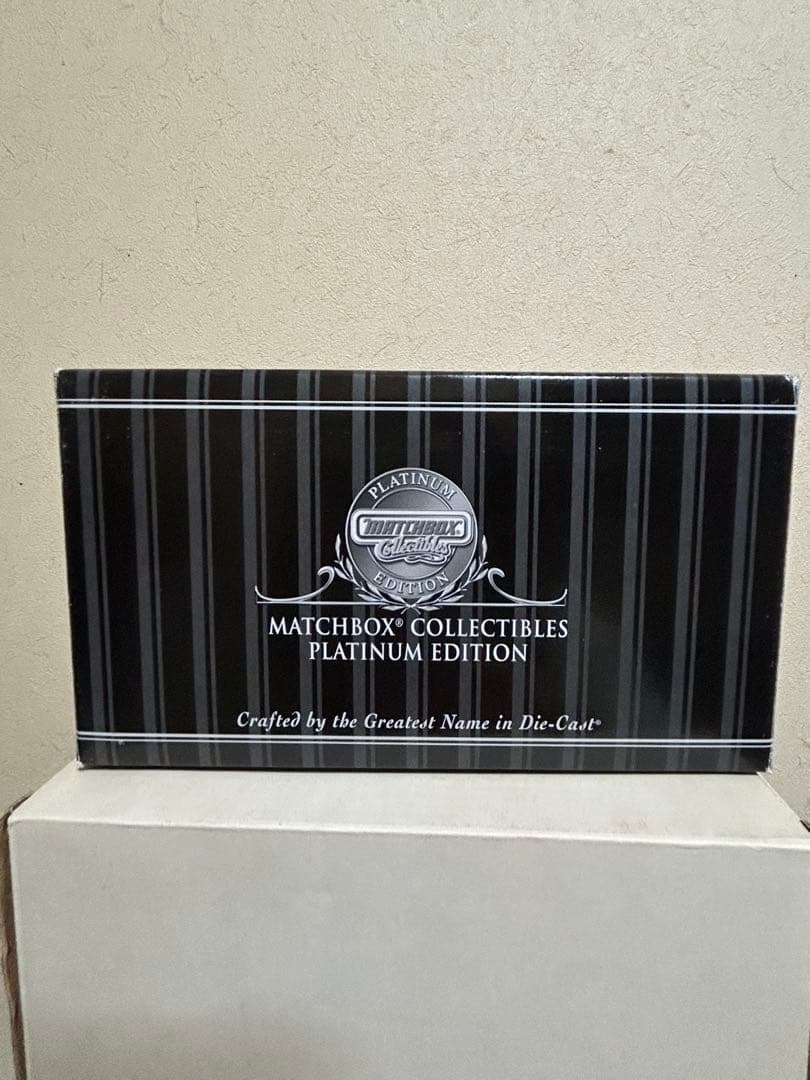 PLATINUM
MATCHBOX®
Collectibles
EDITION
MATCHBOX® COLLECTIBLES
PLATINUM EDITION
Crafted by the Greatest Name in Die-Cast®